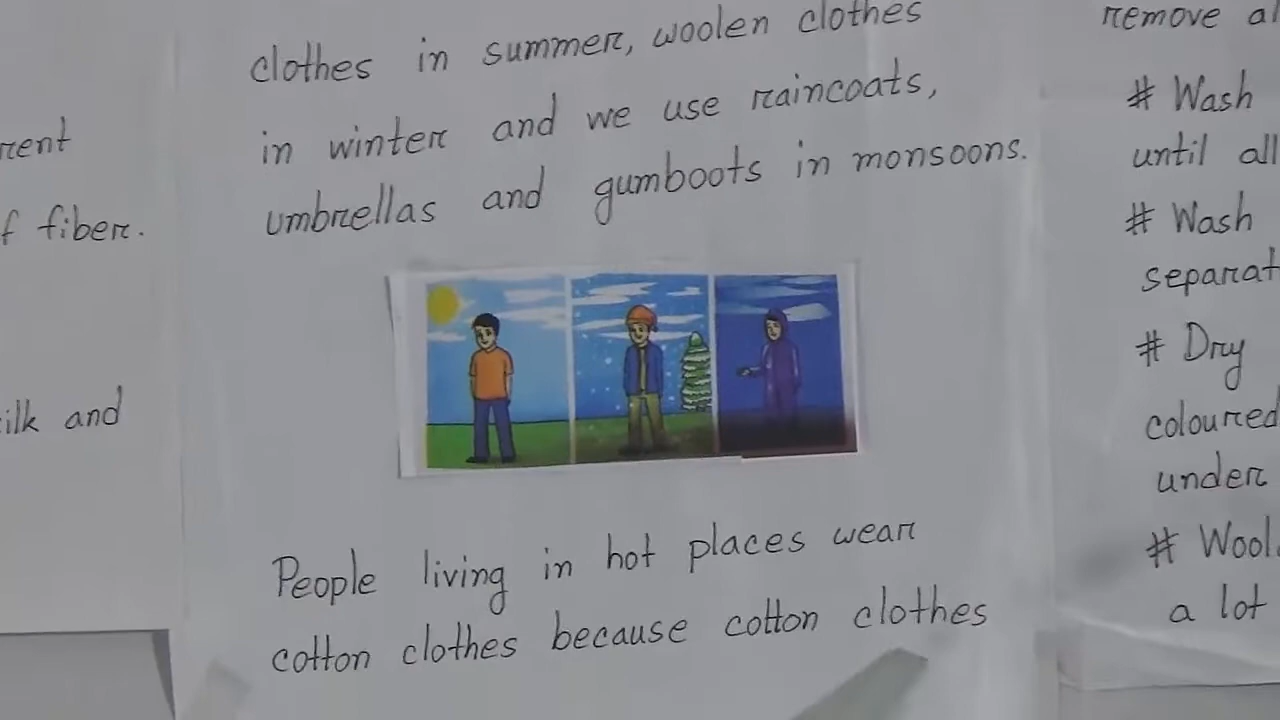 clothes in summer, woolen clothes
in winter and we use raincoats,
umbrellas and gumboots in monsoons.
People living in hot places wear
cotton clothes because cotton clothes
rent
f fiber.
ilk and
remove al
# Wash
until all
# Wash
separat
# Dry
coloured
under
# Wool
a lot